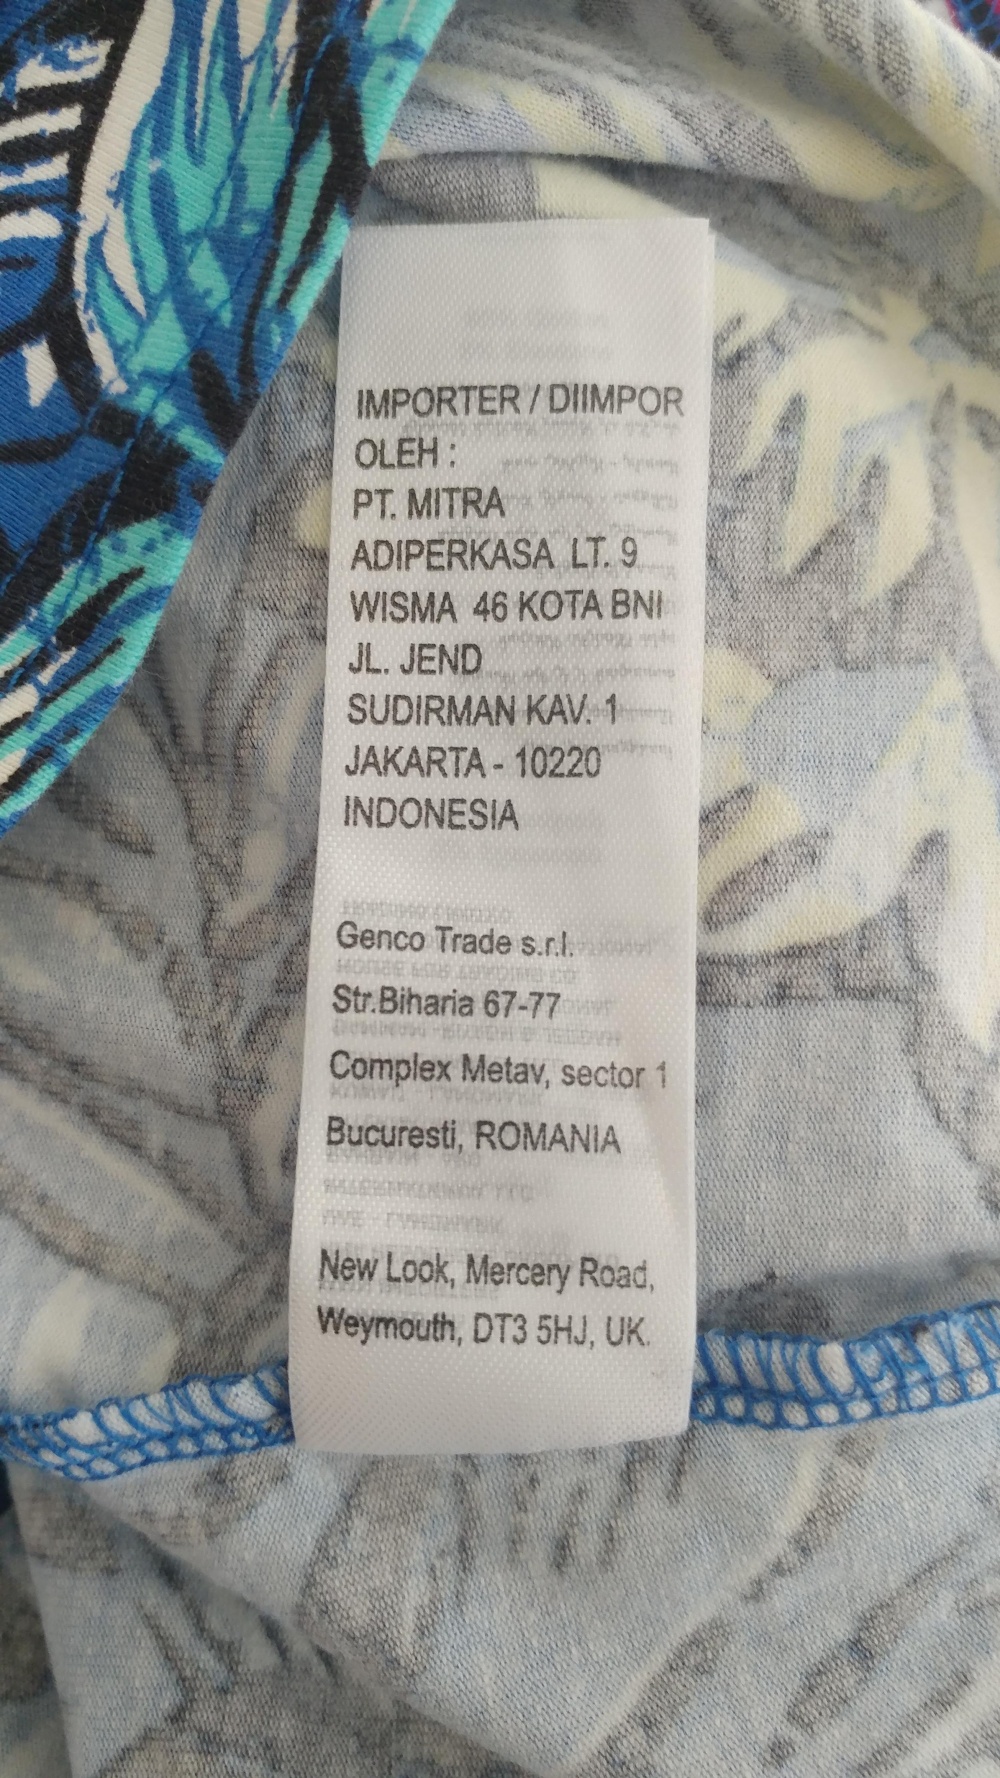 IMPORTER / DIIMPOR
OLEH :
PT. MITRA
ADIPERKASA LT. 9
WISMA 46 KOTA BNI
JL. JEND
SUDIRMAN KAV. 1
JAKARTA - 10220
INDONESIA
Genco Trade s.r.l.
Str.Biharia 67-77
Complex Metav, sector 1
Bucuresti, ROMANIA
New Look, Mercery Road,
Weymouth, DT3 5HJ, UK.